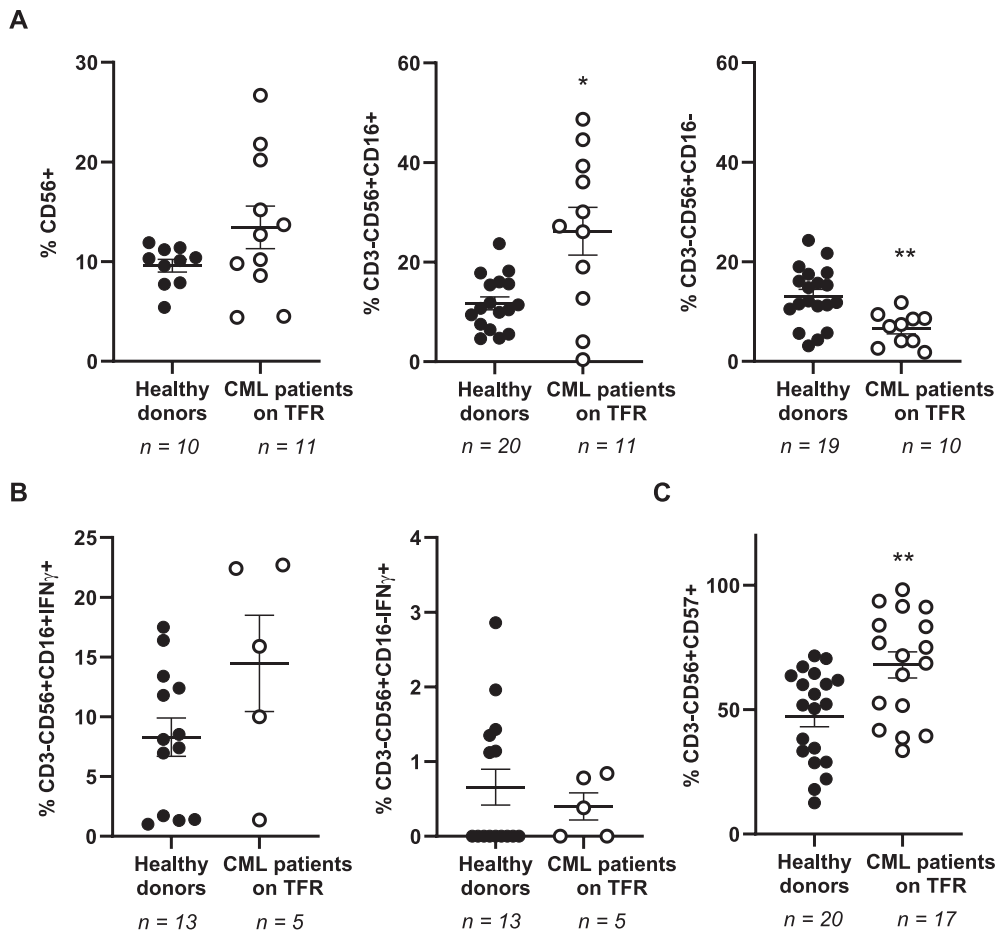 A
% CD56+
30
20
10
0
Healthy donors
CML patients on TFR
n = 10
n = 11
% CD3-CD56+CD16+
60
40
20
0
*
Healthy donors
CML patients on TFR
n = 20
n = 11
% CD3-CD56+CD16-
60
40
20
0
**
Healthy donors
CML patients on TFR
n = 19
n = 10
B
% CD3-CD56+CD16+IFNγ+
25
20
15
10
5
0
Healthy donors
CML patients on TFR
n = 13
n = 5
% CD3-CD56+CD16-IFNγ+
4
3
2
1
0
Healthy donors
CML patients on TFR
n = 13
n = 5
C
% CD3-CD56+CD57+
100
50
0
**
Healthy donors
CML patients on TFR
n = 20
n = 17